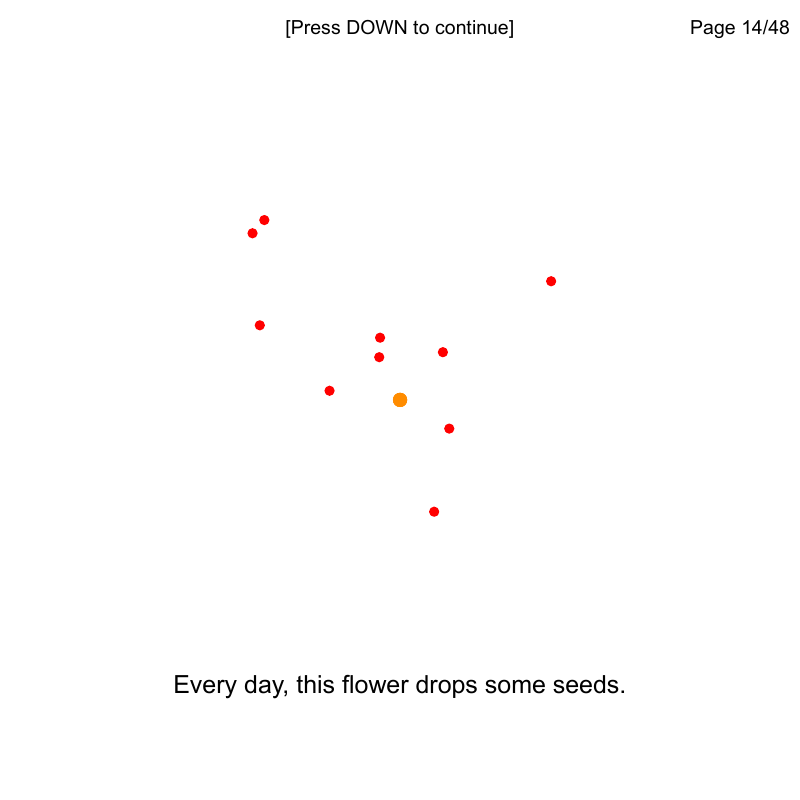 [Press DOWN to continue]
Page 14/48
Every day, this flower drops some seeds.